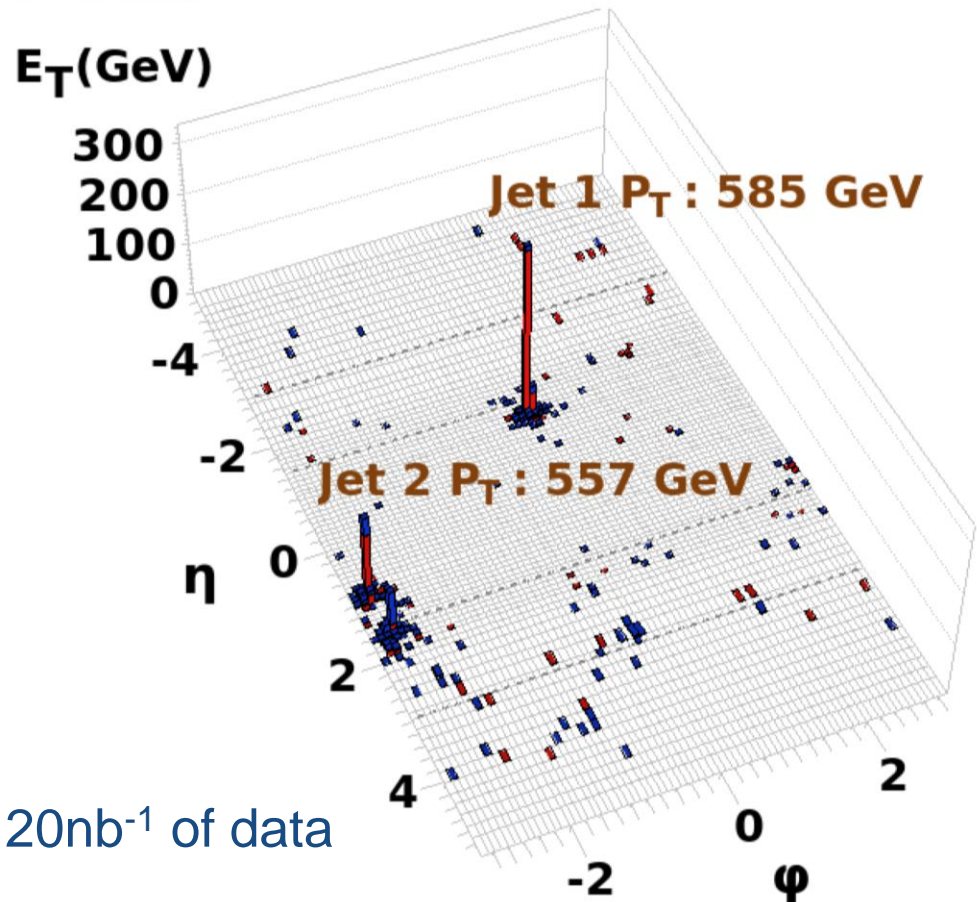 E_T(GeV)
300
200
100
0
Jet 1 P_T : 585 GeV
-4
-2
Jet 2 P_T : 557 GeV
0
η
2
4
20nb⁻¹ of data
2
0
-2
φ